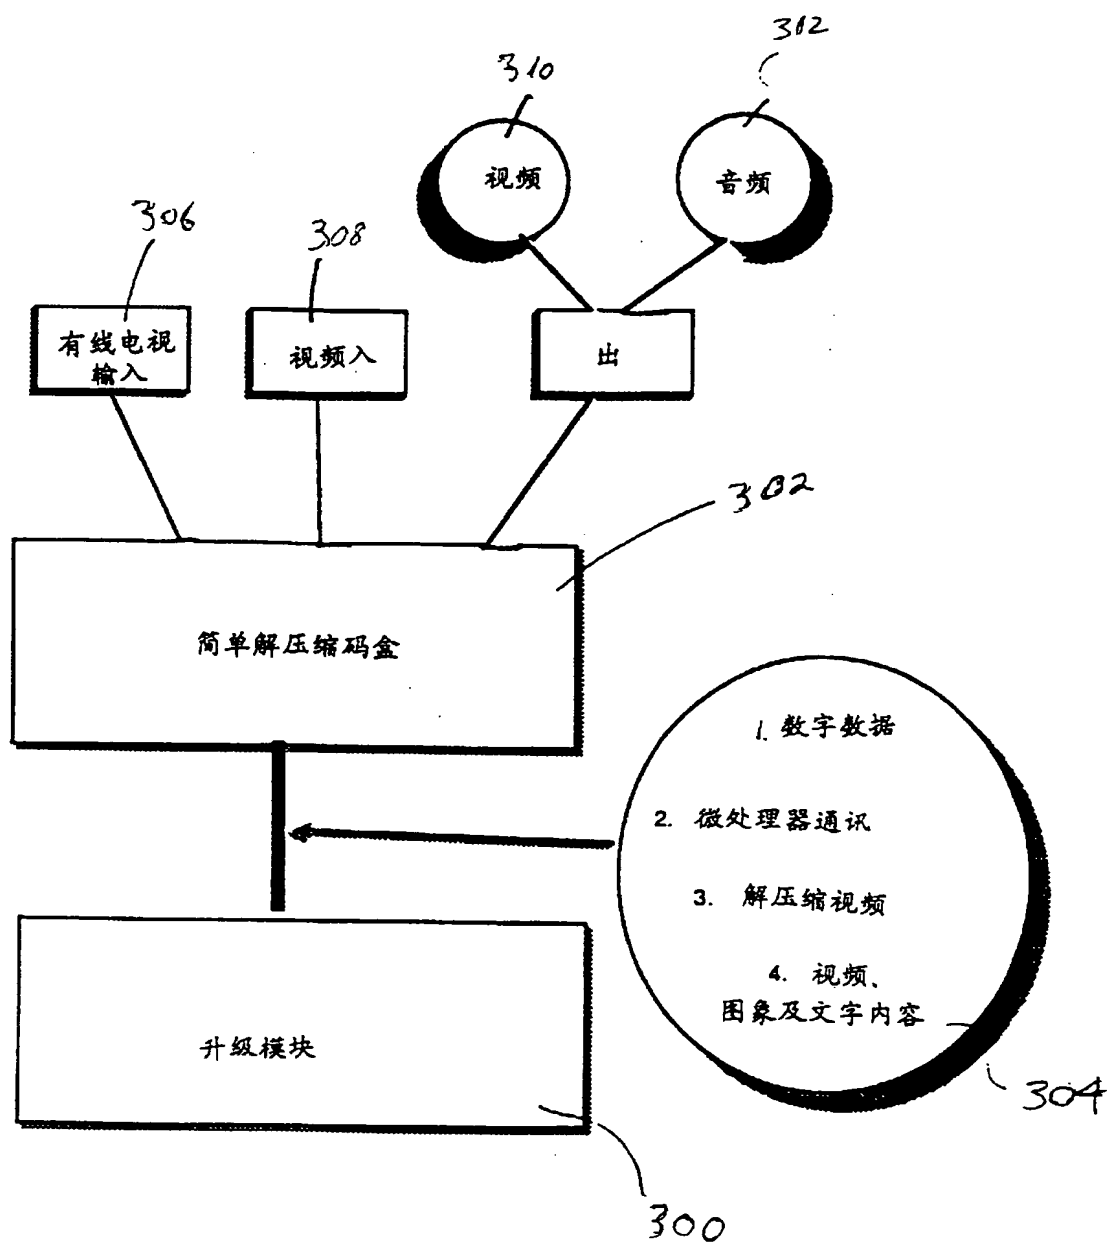 312
310
视频
音频
306
308
有线电视
输入
视频入
出
302
简单解压缩码盒
1. 数字数据
2. 微处理器通讯
3. 解压缩视频
4. 视频、
图象及文字内容
升级模块
304
300